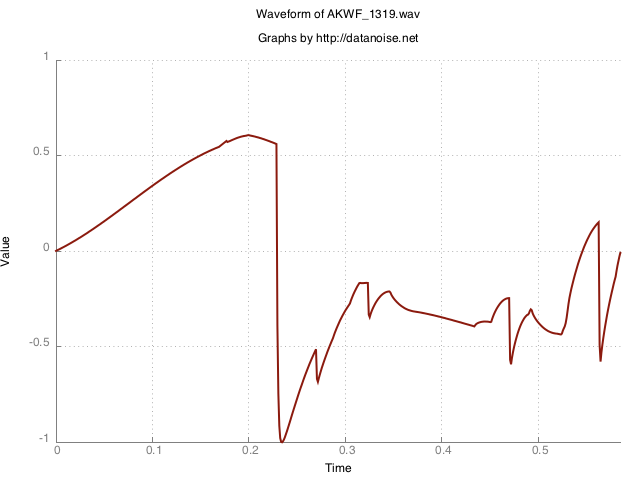 Waveform of AKWF_1319.wav
Graphs by http://datanoise.net
1
0.5
0
-0.5
-1
Value
0 0.1 0.2 0.3 0.4 0.5
Time